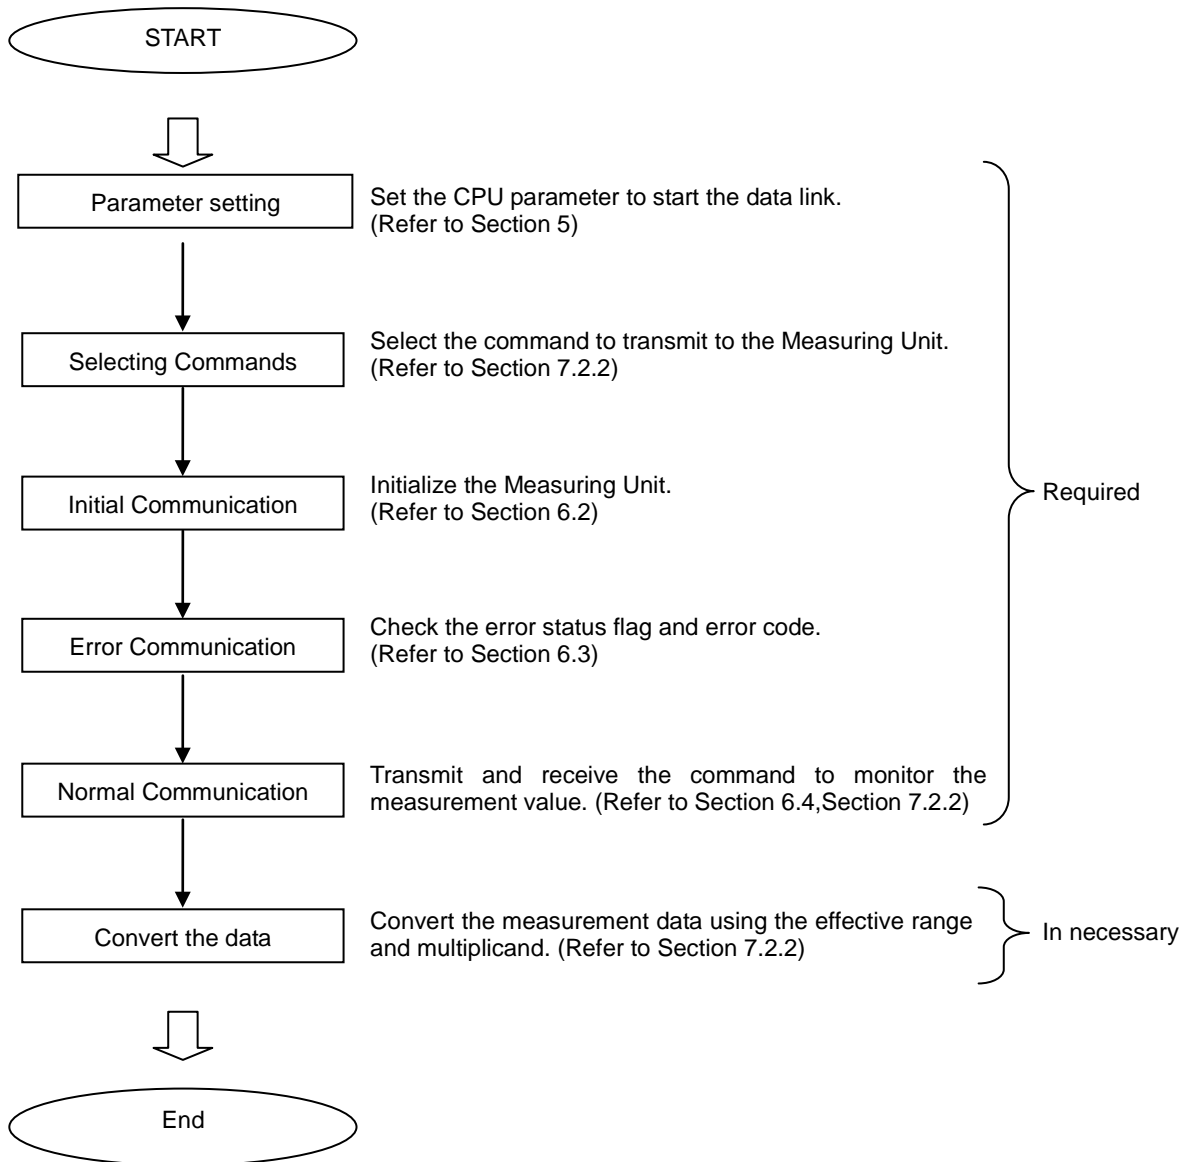 START
Parameter setting
Set the CPU parameter to start the data link.
(Refer to Section 5)
Selecting Commands
Select the command to transmit to the Measuring Unit.
(Refer to Section 7.2.2)
Initial Communication
Initialize the Measuring Unit.
(Refer to Section 6.2)
Required
Error Communication
Check the error status flag and error code.
(Refer to Section 6.3)
Normal Communication
Transmit and receive the command to monitor the
measurement value. (Refer to Section 6.4,Section 7.2.2)
Convert the data
Convert the measurement data using the effective range
and multiplicand. (Refer to Section 7.2.2)
In necessary
End